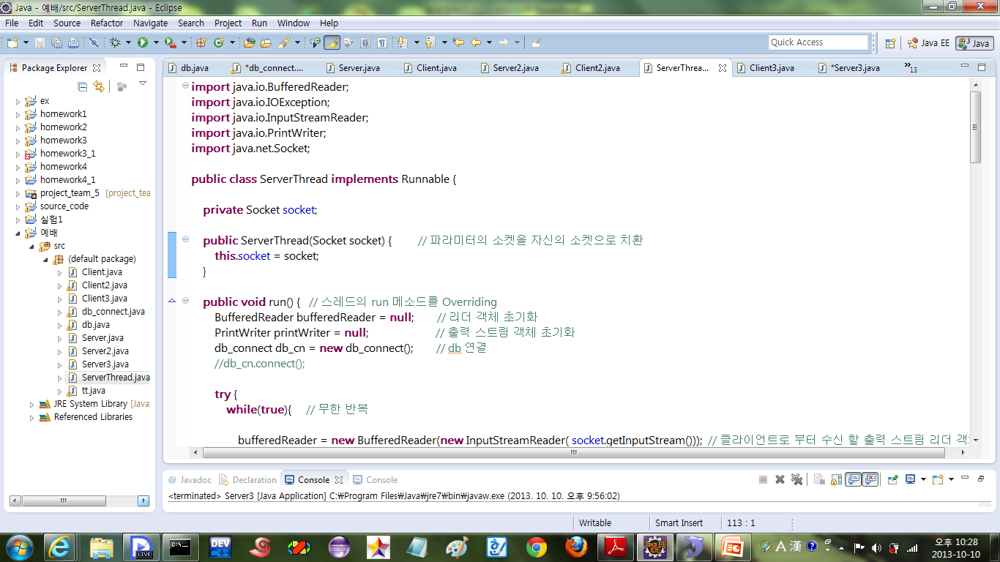 Java - 예배/src/ServerThread.java - Eclipse
File Edit Source Refactor Navigate Search Project Run Window Help
Quick Access
Java EE
Java
Package Explorer
ex
homework1
homework2
homework3
homework3_1
homework4
homework4_1
project_team_5 [project_tea
source_code
실험1
예배
src
(default package)
Client.java
Client2.java
Client3.java
db_connect.java
db.java
Server.java
Server2.java
Server3.java
ServerThread.java
tt.java
JRE System Library [Java
Referenced Libraries
db.java
*db_connect....
Server.java
Client.java
Server2.java
Client2.java
ServerThrea...
Client3.java
*Server3.java
»13
import java.io.BufferedReader;
import java.io.IOException;
import java.io.InputStreamReader;
import java.io.PrintWriter;
import java.net.Socket;
public class ServerThread implements Runnable {
private Socket socket;
public ServerThread(Socket socket) { // 파라미터의 소켓을 자신의 소켓으로 치환
this.socket = socket;
}
public void run() { // 스레드의 run 메소드를 Overriding
BufferedReader bufferedReader = null; // 리더 객체 초기화
PrintWriter printWriter = null; // 출력 스트림 객체 초기화
db_connect db_cn = new db_connect(); // db 연결
//db_cn.connect();
try {
while(true){ // 무한 반복
bufferedReader = new BufferedReader(new InputStreamReader( socket.getInputStream())); // 클라이언트로 부터 수신 할 출력 스트림 리더 객
@ Javadoc
Declaration
Console
Console
<terminated> Server3 [Java Application] C:₩Program Files₩Java₩jre7₩bin₩javaw.exe (2013. 10. 10. 오후 9:56:02)
Writable
Smart Insert
113 : 1
LIVE
DEV
Java EE
IDE
A 漢
오후 10:28
2013-10-10